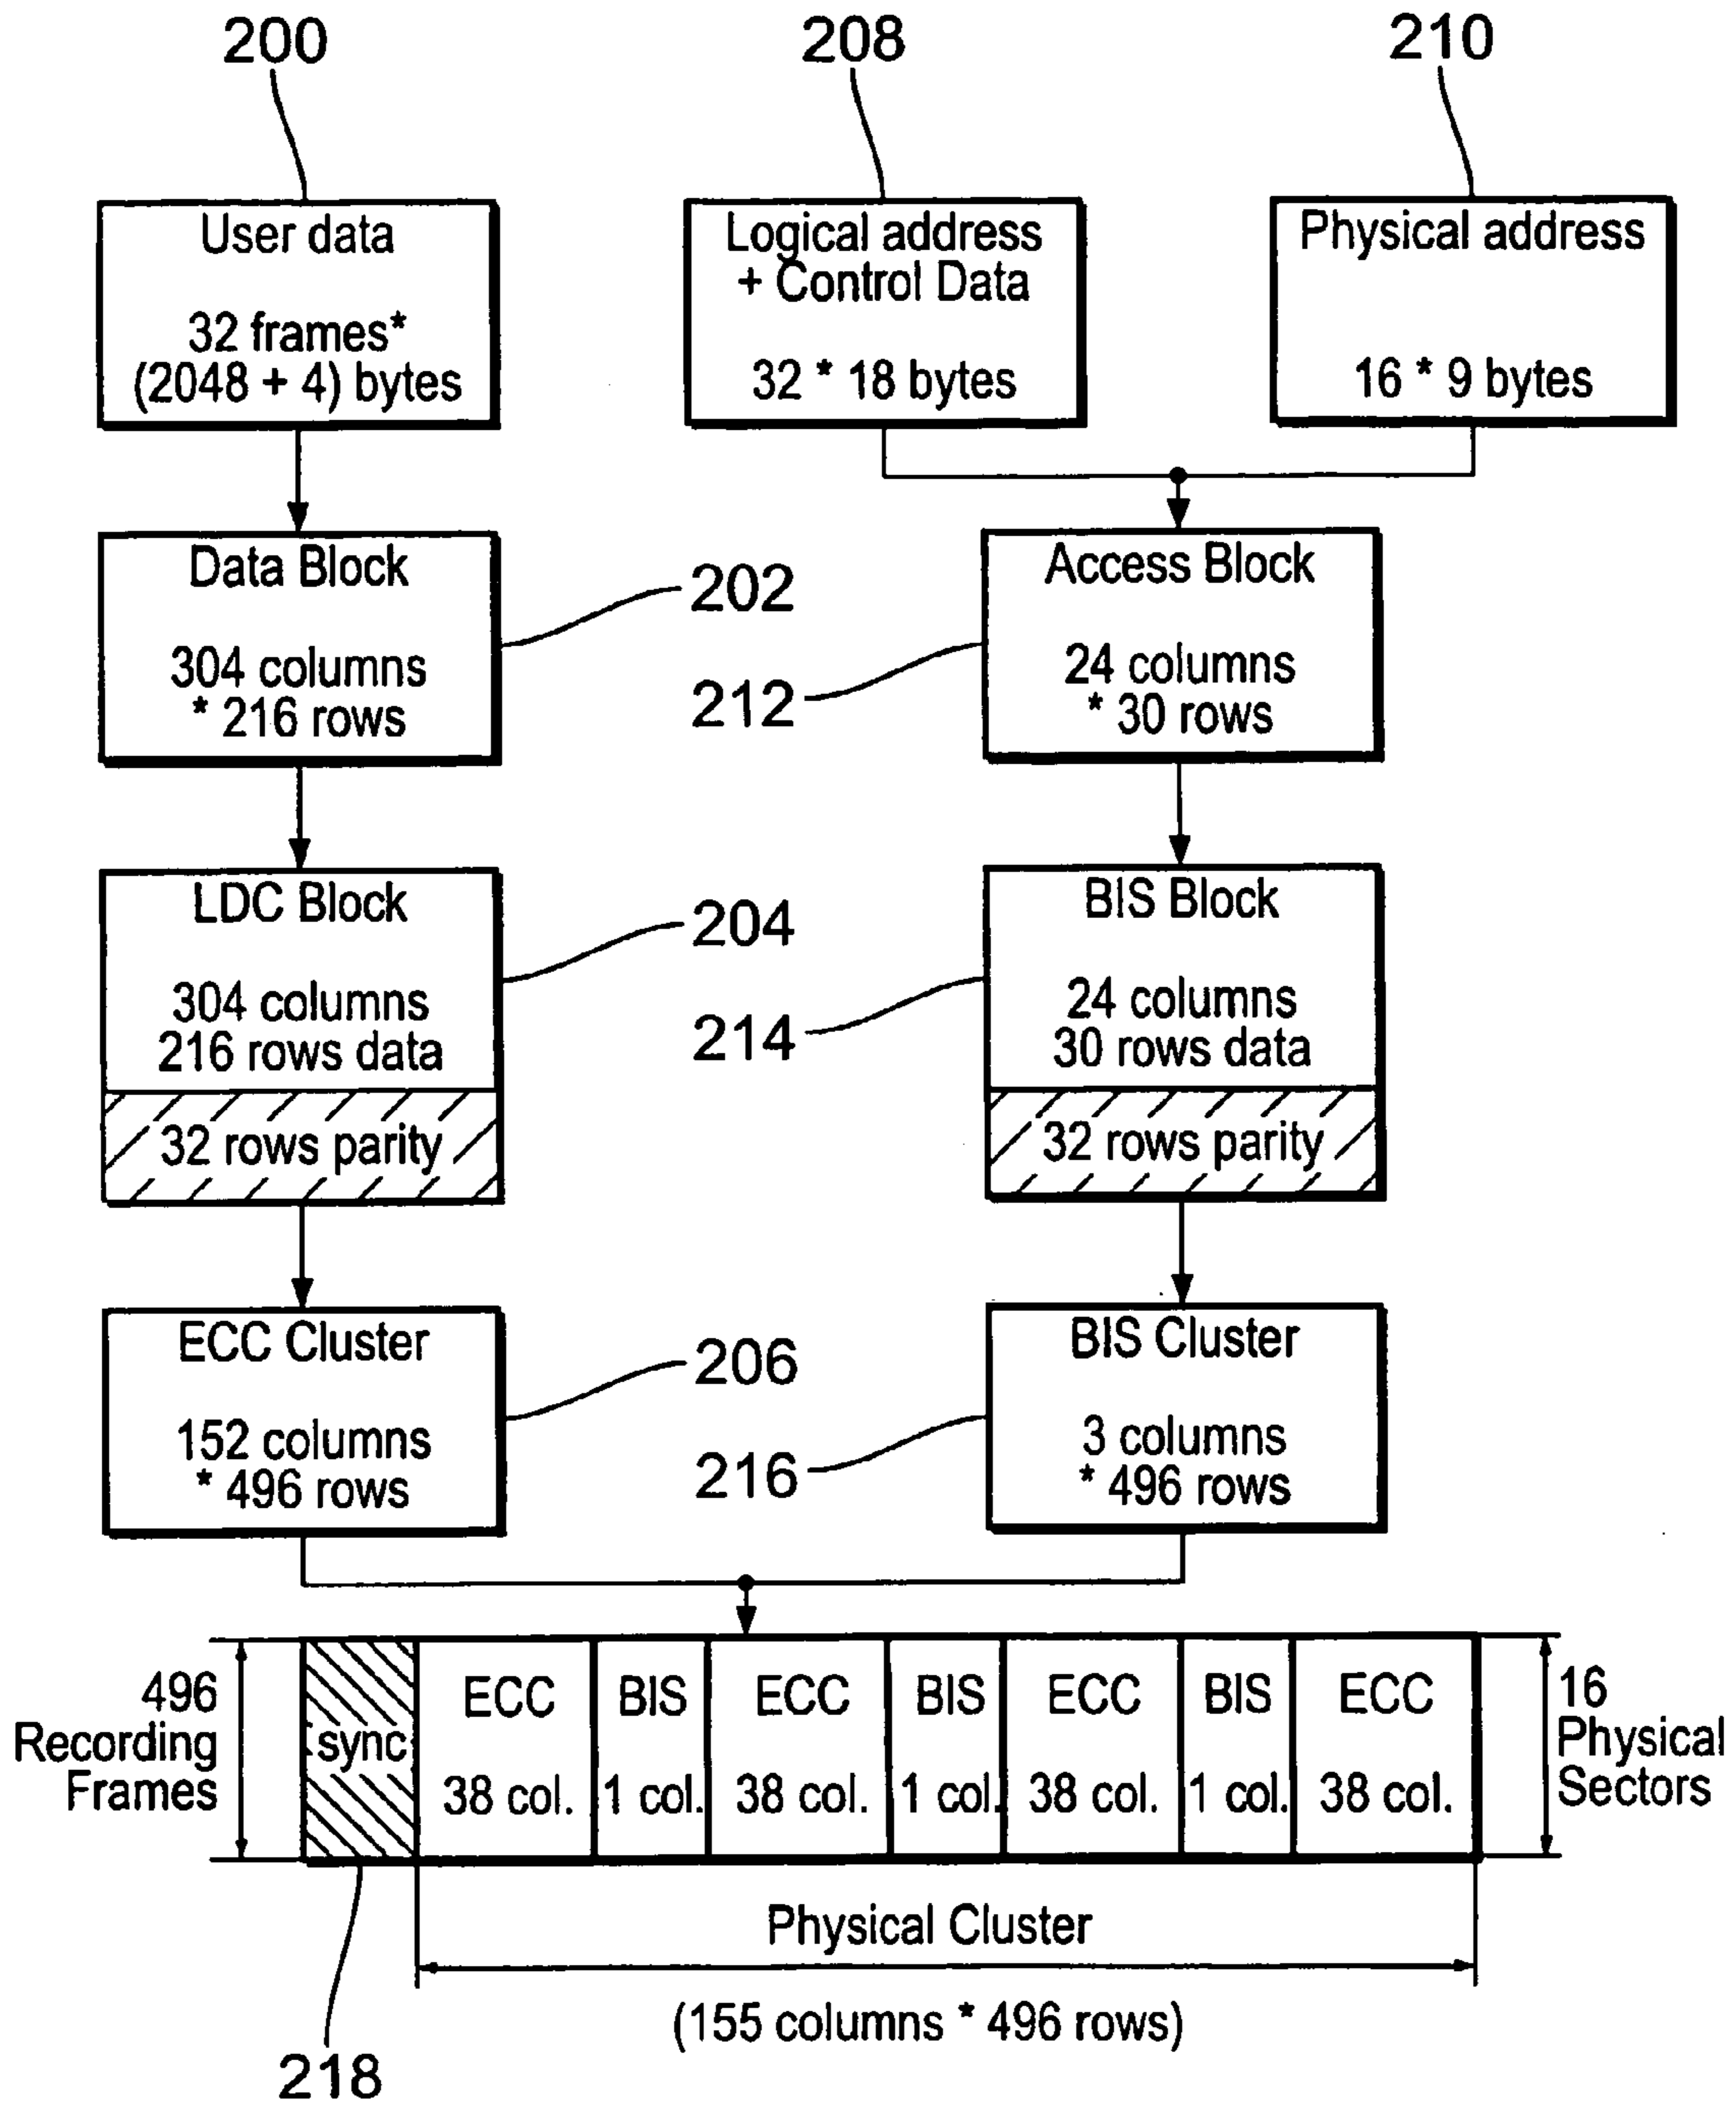 200
208
210
User data
32 frames*
(2048 + 4) bytes
Logical address
+ Control Data
32 * 18 bytes
Physical address
16 * 9 bytes
Data Block
304 columns
* 216 rows
202
212
Access Block
24 columns
* 30 rows
LDC Block
304 columns
216 rows data
32 rows parity
204
214
BIS Block
24 columns
30 rows data
32 rows parity
ECC Cluster
152 columns
* 496 rows
206
216
BIS Cluster
3 columns
* 496 rows
496
Recording
Frames
sync
ECC
38 col.
BIS
1 col.
ECC
38 col.
BIS
1 col.
ECC
38 col.
BIS
1 col.
ECC
38 col.
16
Physical
Sectors
Physical Cluster
(155 columns * 496 rows)
218